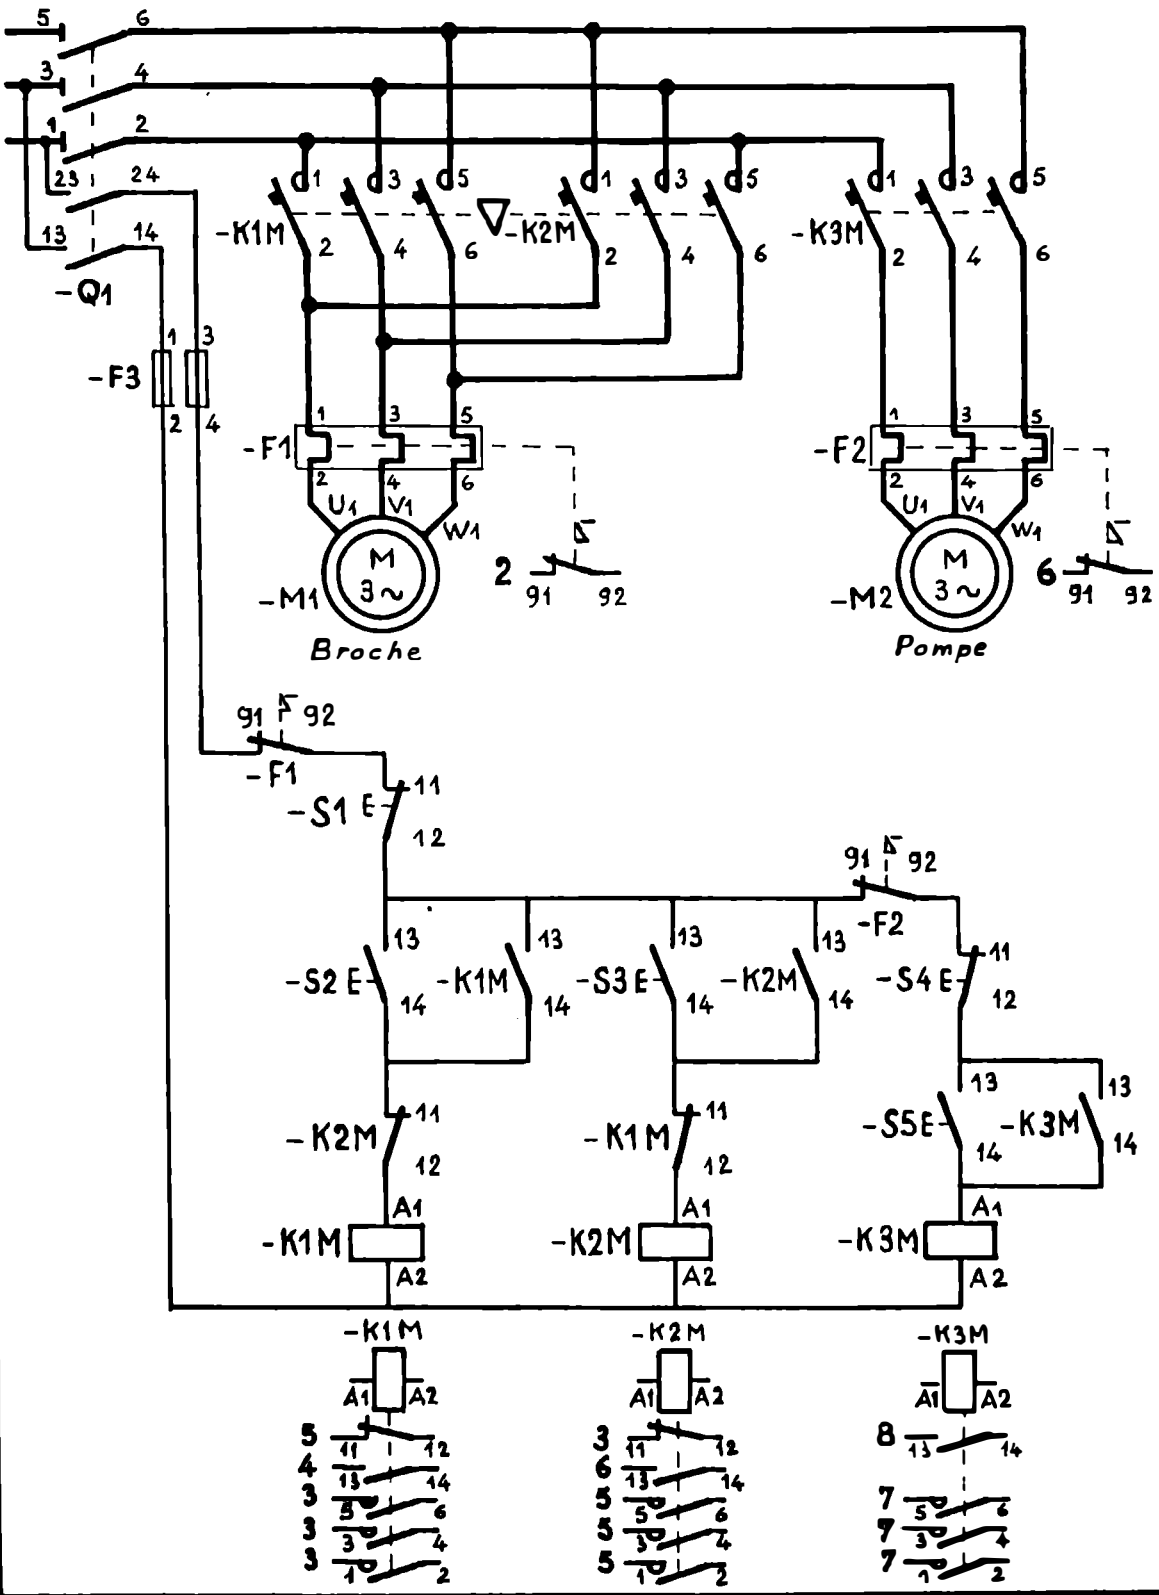 5 6
3 4
1 2
23 24
1 3 5 1 3 5 1 3 5
13 14
-K1M -K2M -K3M
2 4 6 2 4 6 2 4 6
-Q1
1 3
-F3
2 4
1 3 5 1 3 5
-F1 -F2
2 4 6 2 4 6
U1 V1 W1 U1 V1 W1
M M
3~ 3~
2 6
91 92 91 92
-M1 -M2
Broche Pompe
91 92
-F1
11
-S1 E
12
91 92
-F2
13 13 13 13 11
-S2 E -K1M -S3 E -K2M -S4 E
14 14 14 14 12
13 13
-S5 E -K3M
14 14
11 11
-K2M -K1M
12 12
A1 A1 A1
-K1M -K2M -K3M
A2 A2 A2
-K1M -K2M -K3M
A1 A2 A1 A2 A1 A2
5 11 12 3 11 12 8 13 14
4 13 14 6 13 14
3 5 6 5 5 6 7 5 6
3 3 4 5 3 4 7 3 4
3 1 2 5 1 2 7 1 2